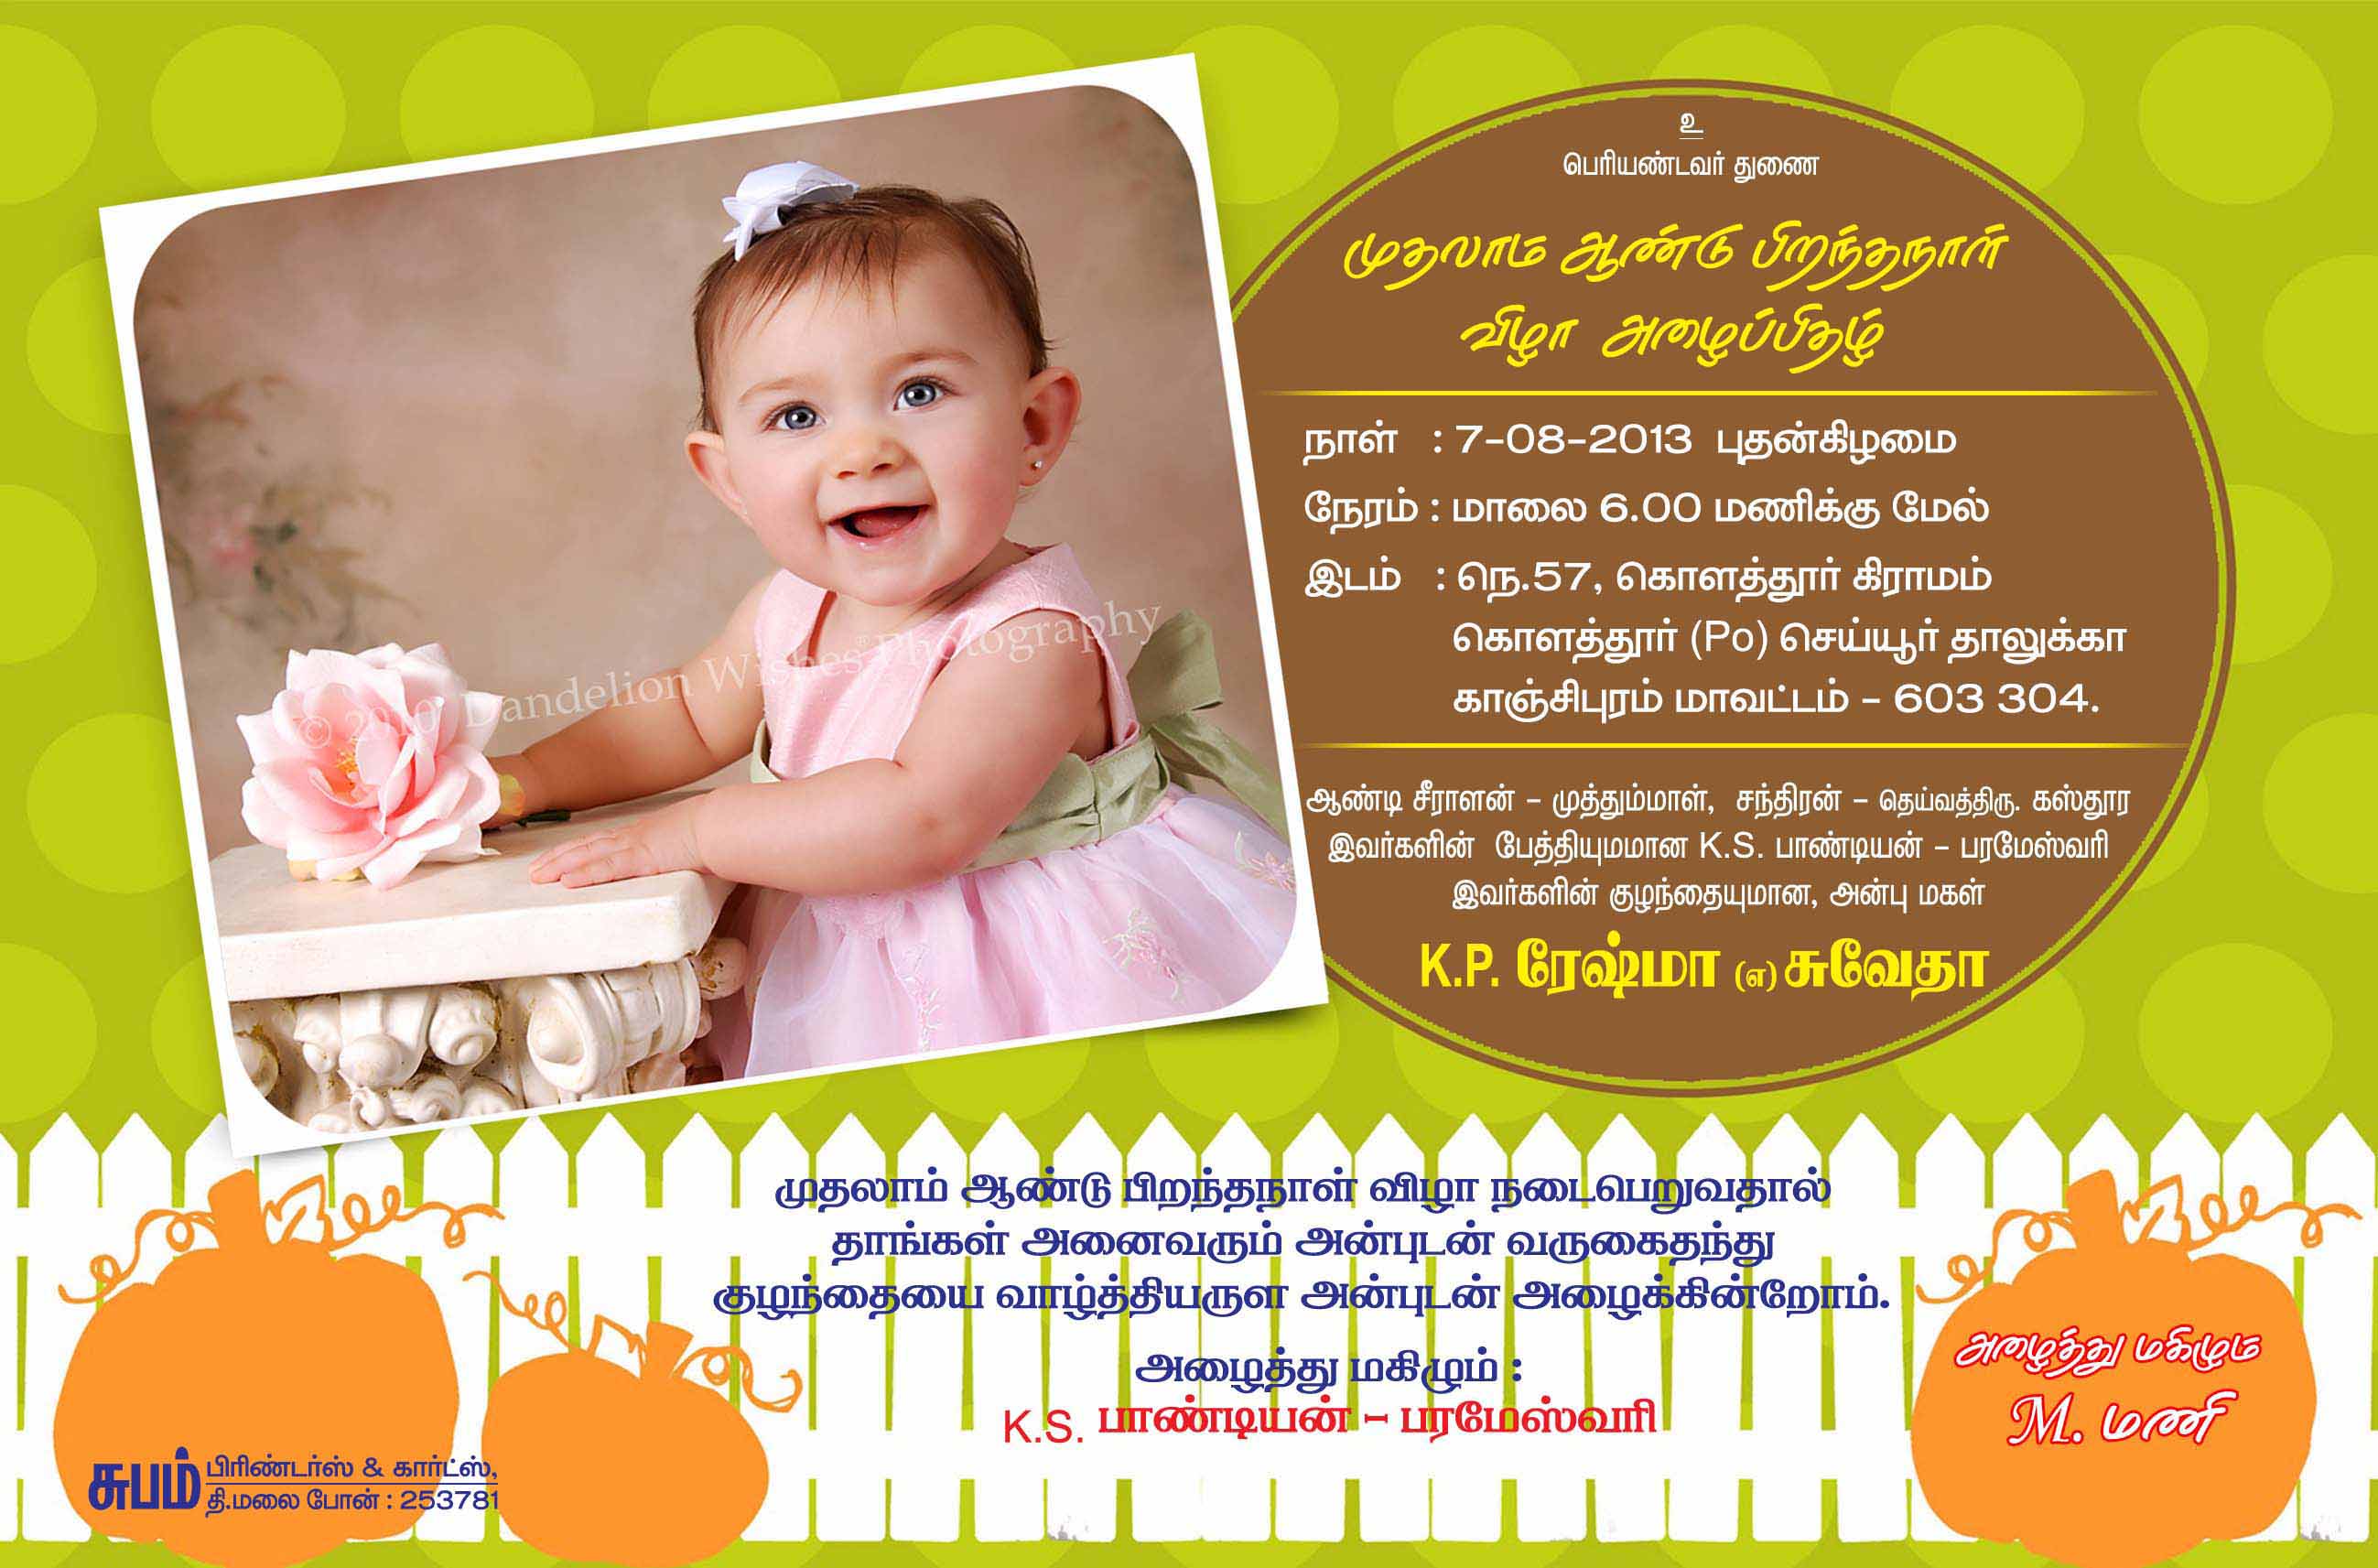 உ
பெரியண்டவர் துணை
முதலாம் ஆண்டு பிறந்தநாள்
விழா அழைப்பிதழ்
நாள் : 7-08-2013 புதன்கிழமை
நேரம் : மாலை 6.00 மணிக்கு மேல்
இடம் : நெ.57, கொளத்தூர் கிராமம்
கொளத்தூர் (Po) செய்யூர் தாலுக்கா
காஞ்சிபுரம் மாவட்டம் - 603 304.
ஆண்டி சீராளன் - முத்தும்மாள், சந்திரன் - தெய்வத்திரு. கஸ்தூர
இவர்களின் பேத்தியுமமான K.S. பாண்டியன் - பரமேஸ்வரி
இவர்களின் குழந்தையுமான, அன்பு மகள்
K.P. ரேஷ்மா (எ) சுவேதா
© 2010 Dandelion Wishes® Photography
முதலாம் ஆண்டு பிறந்தநாள் விழா நடைபெறுவதால்
தாங்கள் அனைவரும் அன்புடன் வருகைதந்து
குழந்தையை வாழ்த்தியருள அன்புடன் அழைக்கின்றோம்.
அழைத்து மகிழும் :
K.S. பாண்டியன் - பரமேஸ்வரி
அழைத்து மகிழும்
M. மணி
சுபம் பிரிண்டர்ஸ் & கார்ட்ஸ்,
தி.மலை போன் : 253781